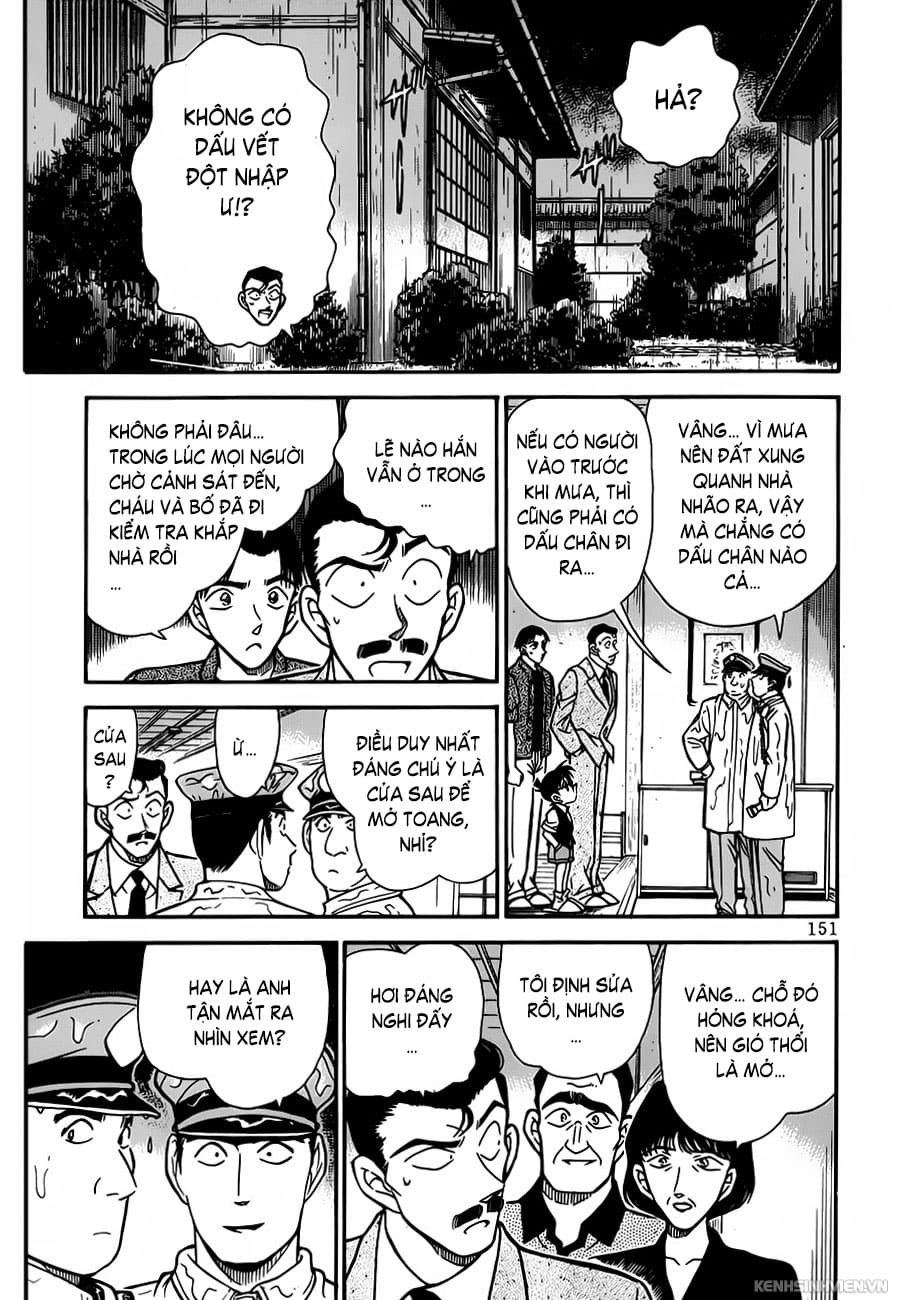 HẢ?
KHÔNG CÓ
DẤU VẾT
ĐỘT NHẬP
Ư!?
VÂNG... VÌ MƯA
NÊN ĐẤT XUNG
QUANH NHÀ
NHÃO RA, VẬY
MÀ CHẲNG CÓ
DẤU CHÂN NÀO
CẢ...
NẾU CÓ NGƯỜI
VÀO TRƯỚC
KHI MƯA, THÌ
CŨNG PHẢI CÓ
DẤU CHÂN ĐI
RA...
LẼ NÀO HẮN
VẪN Ở TRONG
...
KHÔNG PHẢI ĐÂU...
TRONG LÚC MỌI NGƯỜI
CHỜ CẢNH SÁT ĐẾN,
CHÁU VÀ BỐ ĐÃ ĐI
KIỂM TRA KHẮP
NHÀ RỒI
...
ĐIỀU DUY NHẤT
ĐÁNG CHÚ Ý LÀ
CỬA SAU ĐỂ
MỞ TOANG,
NHỈ?
Ừ...
CỬA
SAU
?
151
VÂNG... CHỖ ĐÓ
HỎNG KHOÁ,
NÊN GIÓ THỔI
LÀ MỞ...
TÔI ĐỊNH SỬA
RỒI, NHƯNG
...
HƠI ĐÁNG
NGHI ĐẤY
...
HAY LÀ ANH
TẬN MẮT RA
NHÌN XEM?
KENHSINHVIEN.VN